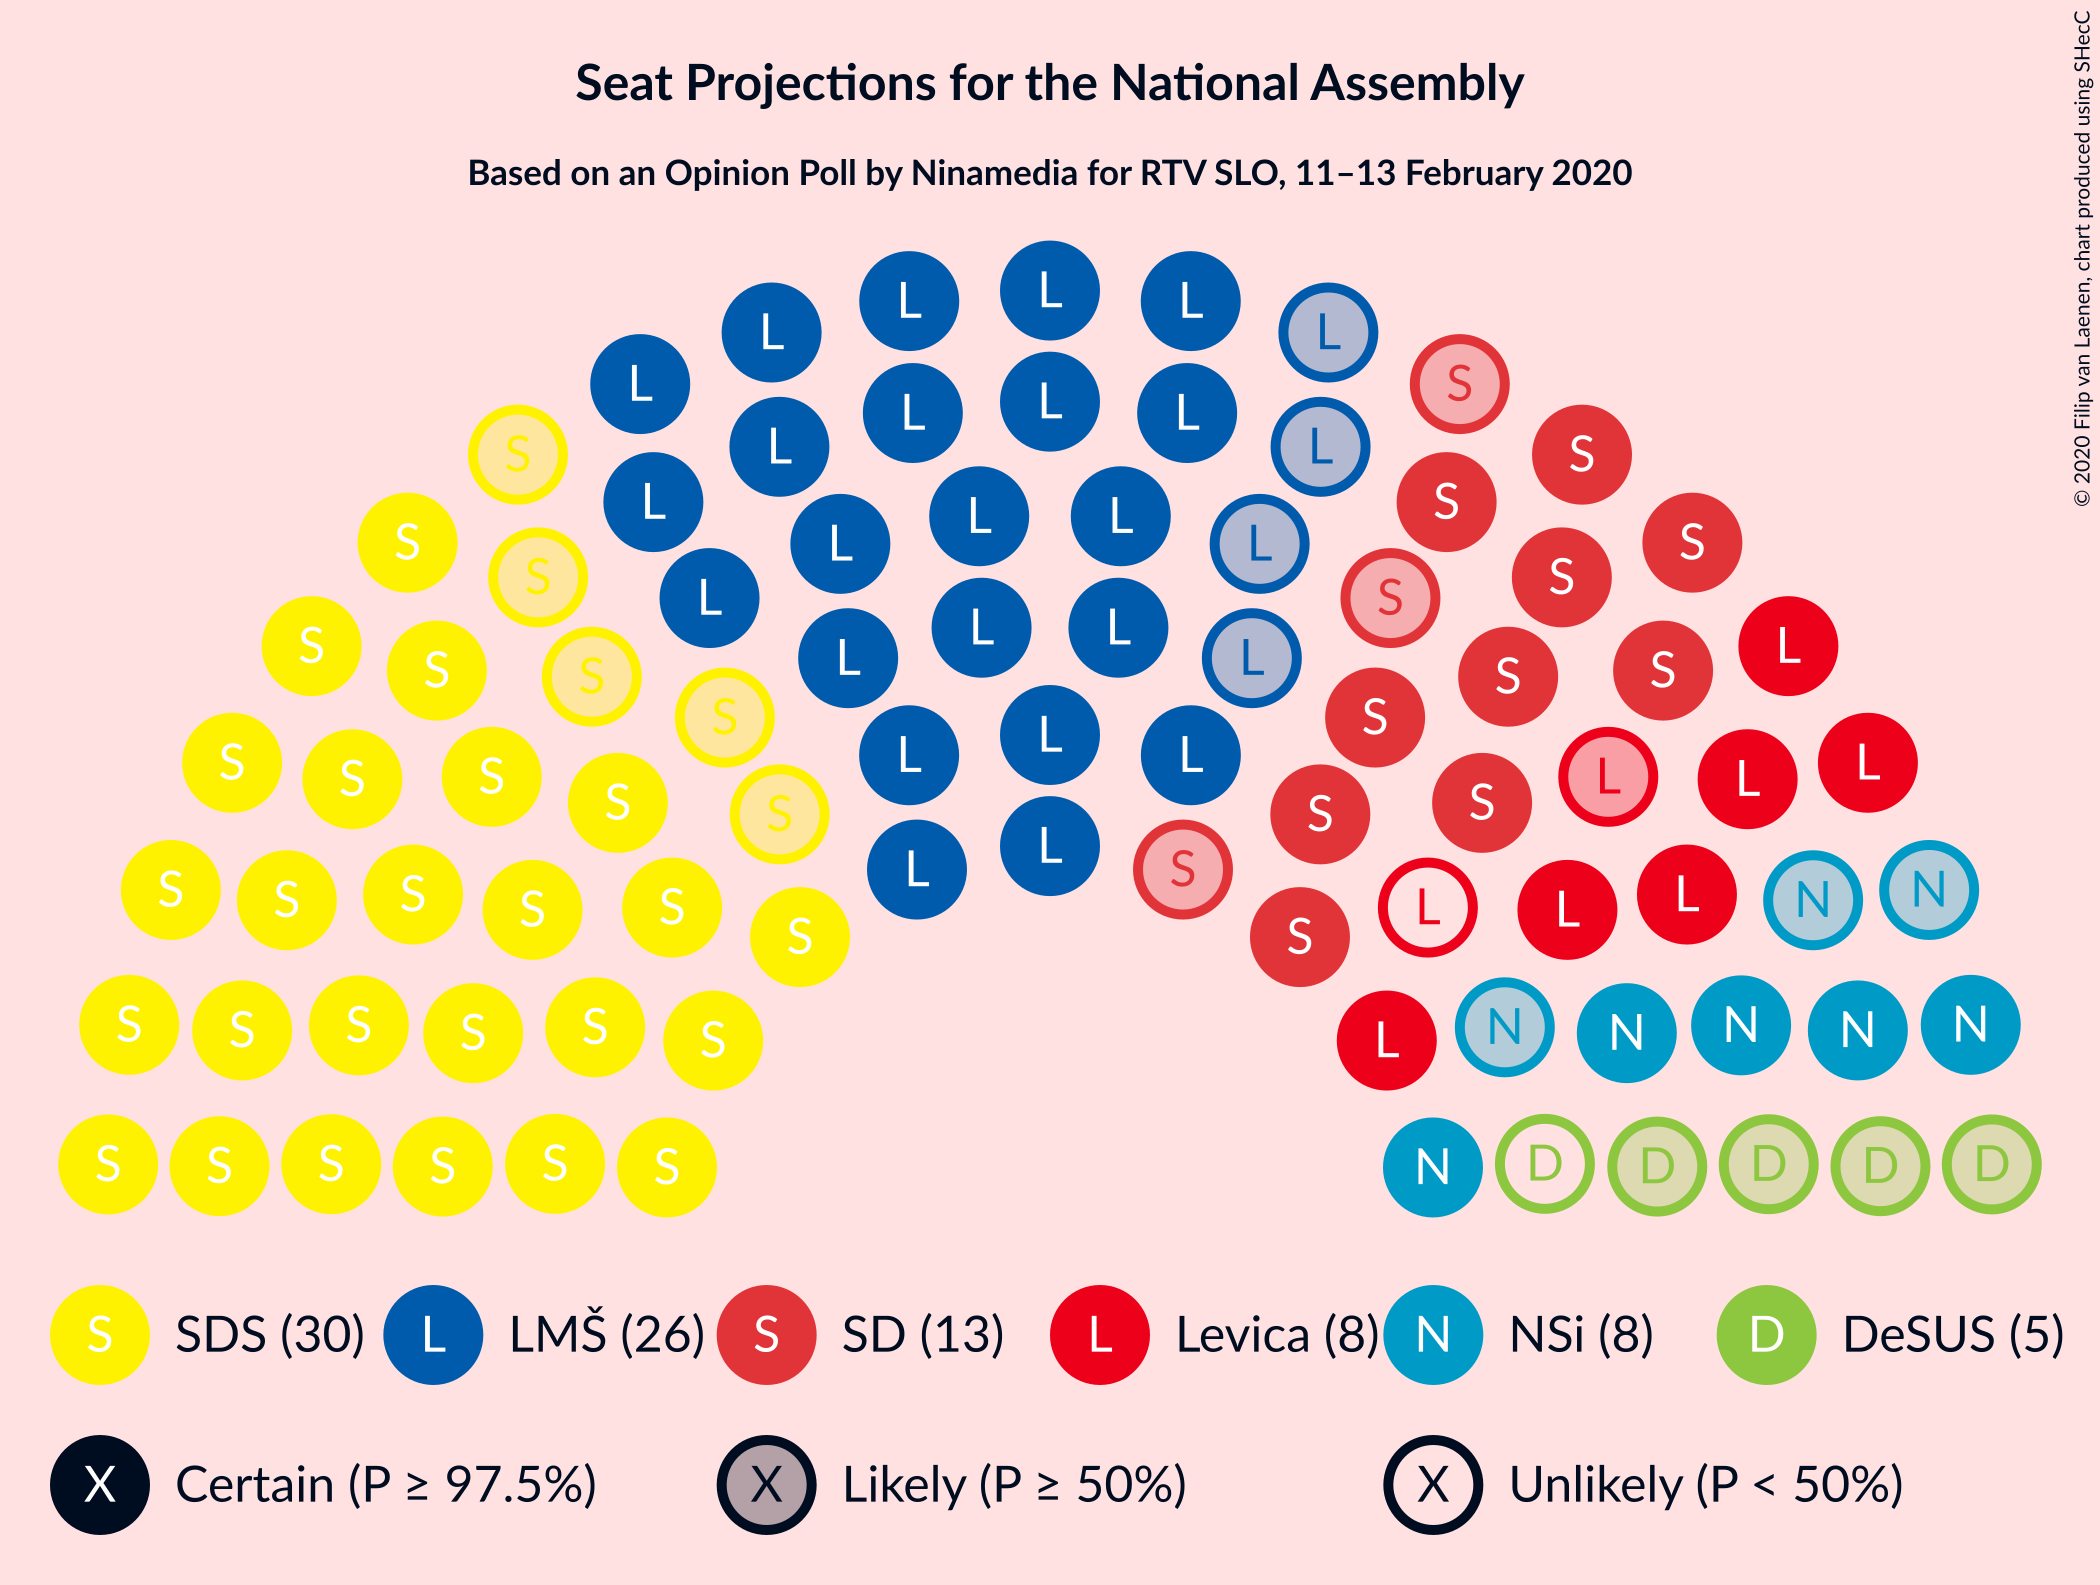 Seat Projections for the National Assembly
Based on an Opinion Poll by Ninamedia for RTV SLO, 11–13 February 2020
© 2020 Filip van Laenen, chart produced using SHecC
L L L L L
L L S
L L L L L S S
S L L L L L S S
S S L L L L S S S
S S S L L L L S S S L
S S S S S L L L S S S L L L
S S S S S S L L S S L L L N N
S S S S S S L N N N N N
S S S S S S N D D D D D
S SDS (30) L LMŠ (26) S SD (13) L Levica (8) N NSi (8) D DeSUS (5)
X Certain (P ≥ 97.5%) X Likely (P ≥ 50%) X Unlikely (P < 50%)